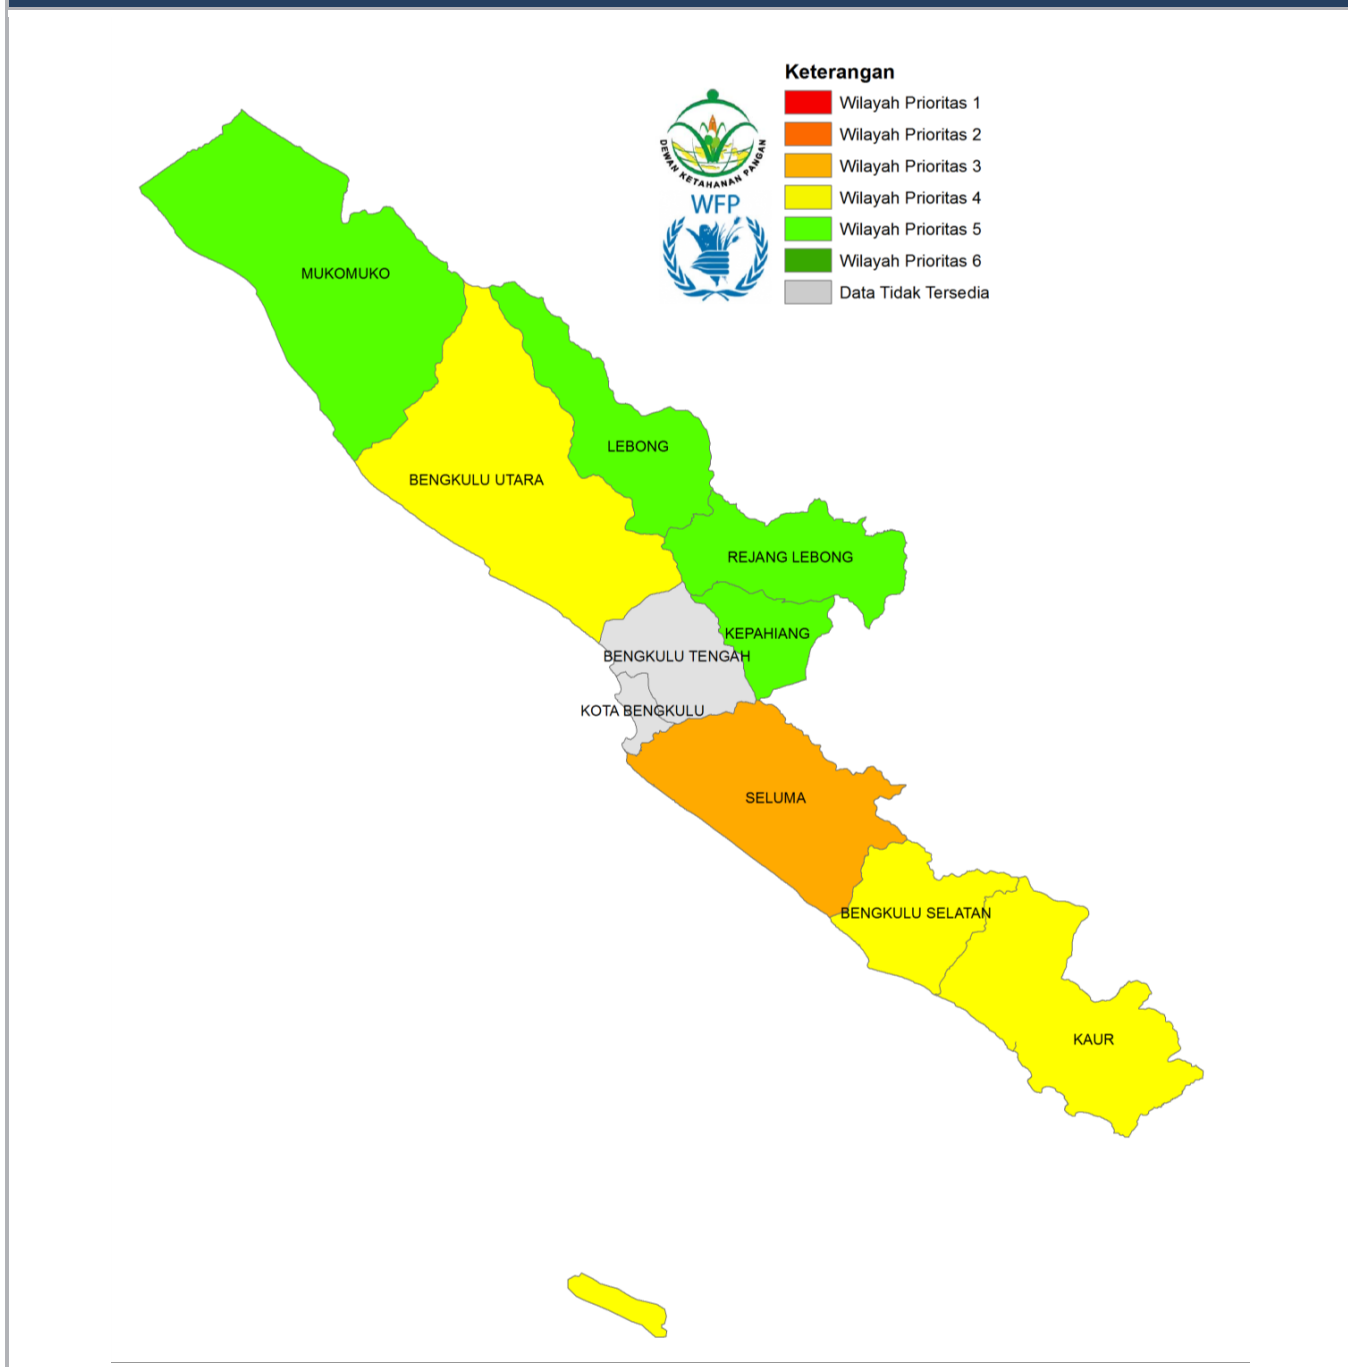 Keterangan
Wilayah Prioritas 1
Wilayah Prioritas 2
Wilayah Prioritas 3
Wilayah Prioritas 4
Wilayah Prioritas 5
Wilayah Prioritas 6
Data Tidak Tersedia
DEWAN KETAHANAN PANGAN
WFP
MUKOMUKO
LEBONG
BENGKULU UTARA
REJANG LEBONG
KEPAHIANG
BENGKULU TENGAH
KOTA BENGKULU
SELUMA
BENGKULU SELATAN
KAUR